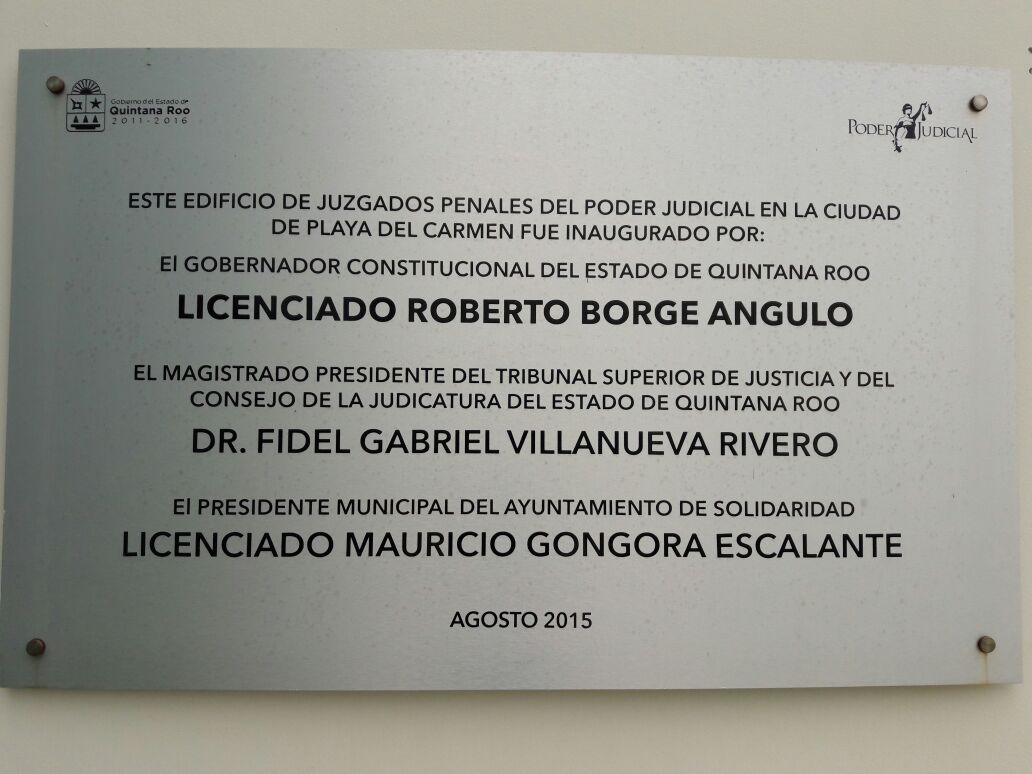 Gobierno del Estado de
Quintana Roo
2011-2016
PODER JUDICIAL
ESTE EDIFICIO DE JUZGADOS PENALES DEL PODER JUDICIAL EN LA CIUDAD
DE PLAYA DEL CARMEN FUE INAUGURADO POR:
El GOBERNADOR CONSTITUCIONAL DEL ESTADO DE QUINTANA ROO
LICENCIADO ROBERTO BORGE ANGULO
EL MAGISTRADO PRESIDENTE DEL TRIBUNAL SUPERIOR DE JUSTICIA Y DEL
CONSEJO DE LA JUDICATURA DEL ESTADO DE QUINTANA ROO
DR. FIDEL GABRIEL VILLANUEVA RIVERO
El PRESIDENTE MUNICIPAL DEL AYUNTAMIENTO DE SOLIDARIDAD
LICENCIADO MAURICIO GONGORA ESCALANTE
AGOSTO 2015